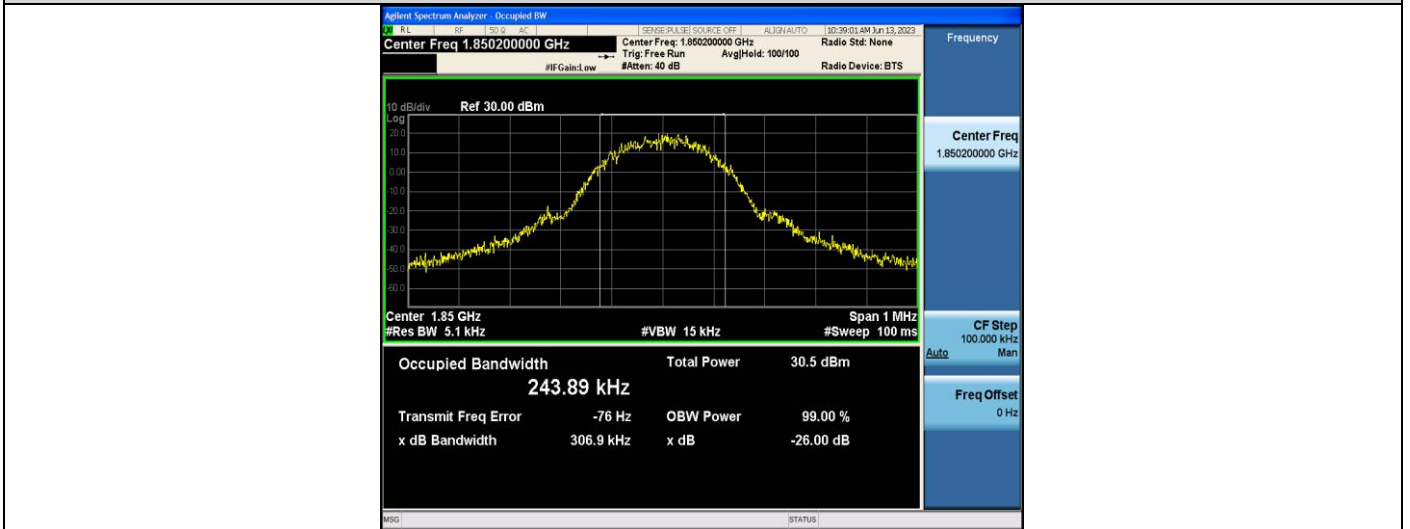 Agilent Spectrum Analyzer - Occupied BW
RL RF 50 Ω AC SENSE:PULSE SOURCE OFF ALIGN AUTO 10:39:01 AM Jun 13, 2023
Center Freq 1.850200000 GHz
Center Freq: 1.850200000 GHz
Radio Std: None
Trig: Free Run Avg|Hold: 100/100
#IFGain:Low #Atten: 40 dB Radio Device: BTS
10 dB/div Ref 30.00 dBm
Log
20.0
10.0
0.00
-10.0
-20.0
-30.0
-40.0
-50.0
-60.0
Center 1.85 GHz Span 1 MHz
#Res BW 5.1 kHz #VBW 15 kHz #Sweep 100 ms
Occupied Bandwidth Total Power 30.5 dBm
243.89 kHz
Transmit Freq Error -76 Hz OBW Power 99.00 %
x dB Bandwidth 306.9 kHz x dB -26.00 dB
MSG STATUS
Frequency
Center Freq
1.850200000 GHz
CF Step
100.000 kHz
Auto Man
Freq Offset
0 Hz